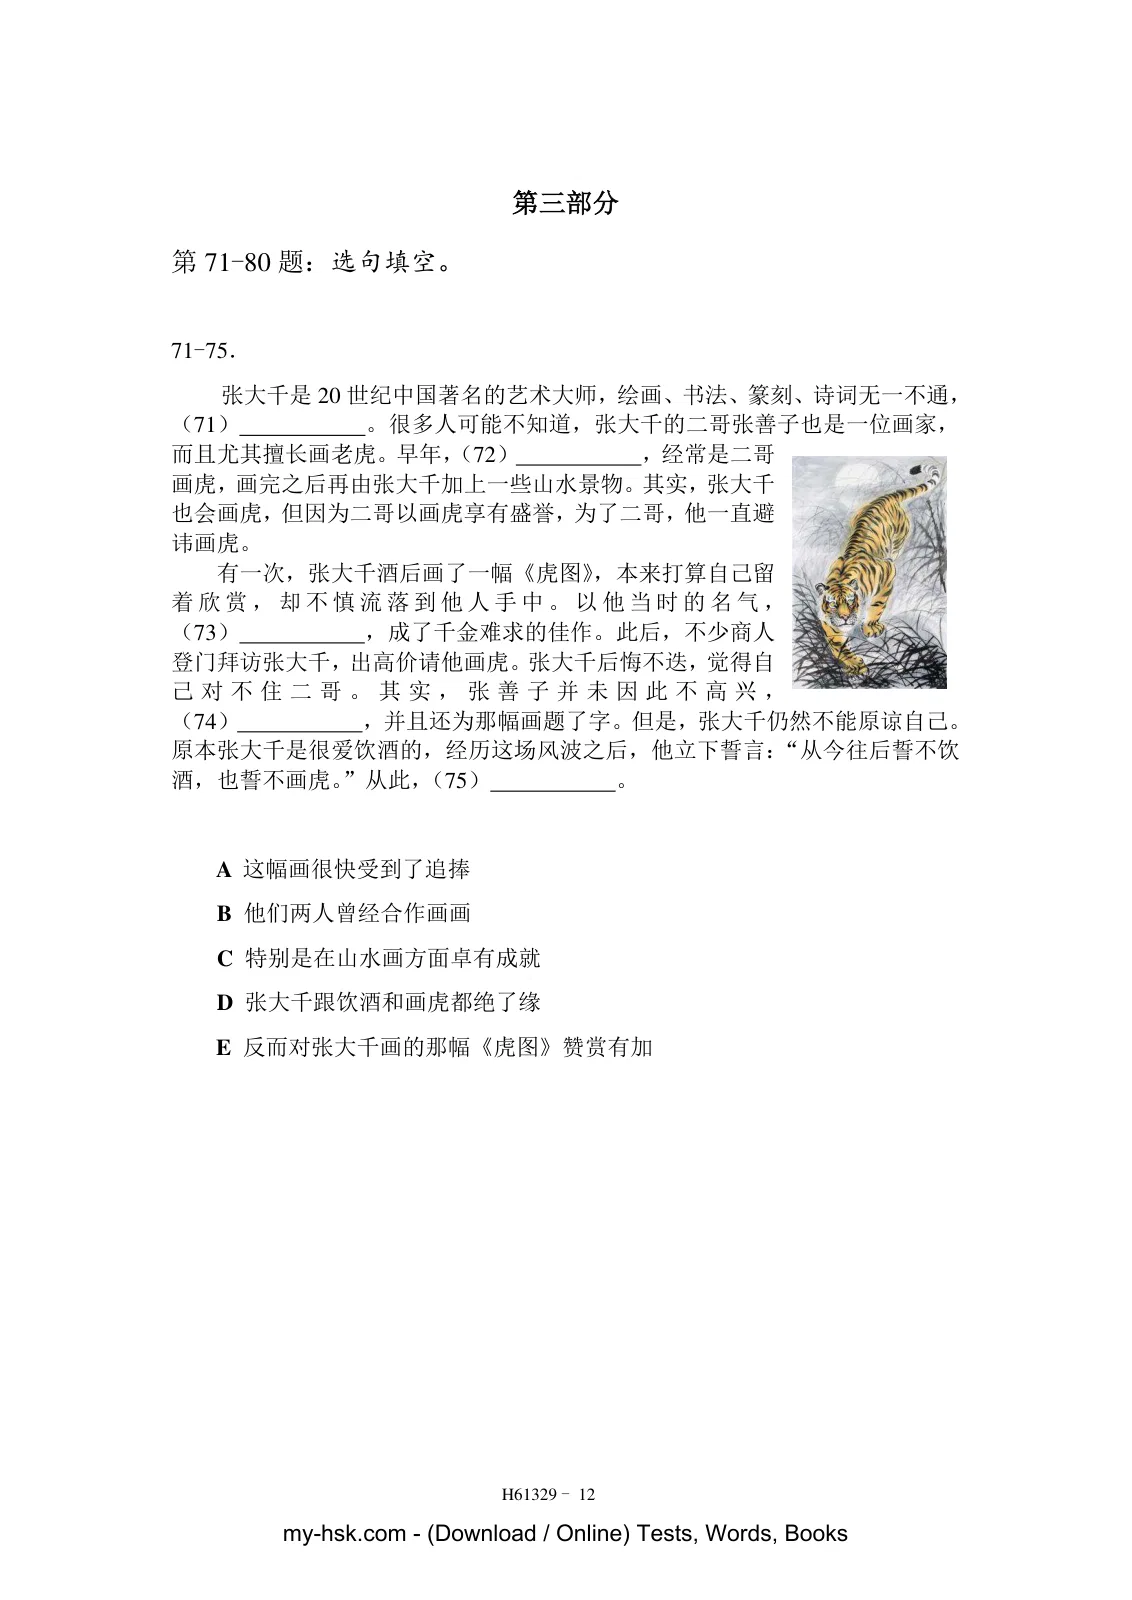 第三部分
第 71-80 题：选句填空。
71-75．
张大千是 20 世纪中国著名的艺术大师，绘画、书法、篆刻、诗词无一不通，
（71）___________。很多人可能不知道，张大千的二哥张善子也是一位画家，
而且尤其擅长画老虎。早年，（72）___________，经常是二哥
画虎，画完之后再由张大千加上一些山水景物。其实，张大千
也会画虎，但因为二哥以画虎享有盛誉，为了二哥，他一直避
讳画虎。
有一次，张大千酒后画了一幅《虎图》，本来打算自己留
着欣赏，却不慎流落到他人手中。以他当时的名气，
（73）___________，成了千金难求的佳作。此后，不少商人
登门拜访张大千，出高价请他画虎。张大千后悔不迭，觉得自
己对不住二哥。其实，张善子并未因此不高兴，
（74）___________，并且还为那幅画题了字。但是，张大千仍然不能原谅自己。
原本张大千是很爱饮酒的，经历这场风波之后，他立下誓言：“从今往后誓不饮
酒，也誓不画虎。”从此，（75）___________。
A 这幅画很快受到了追捧
B 他们两人曾经合作画画
C 特别是在山水画方面卓有成就
D 张大千跟饮酒和画虎都绝了缘
E 反而对张大千画的那幅《虎图》赞赏有加
H61329- 12
my-hsk.com - (Download / Online) Tests, Words, Books